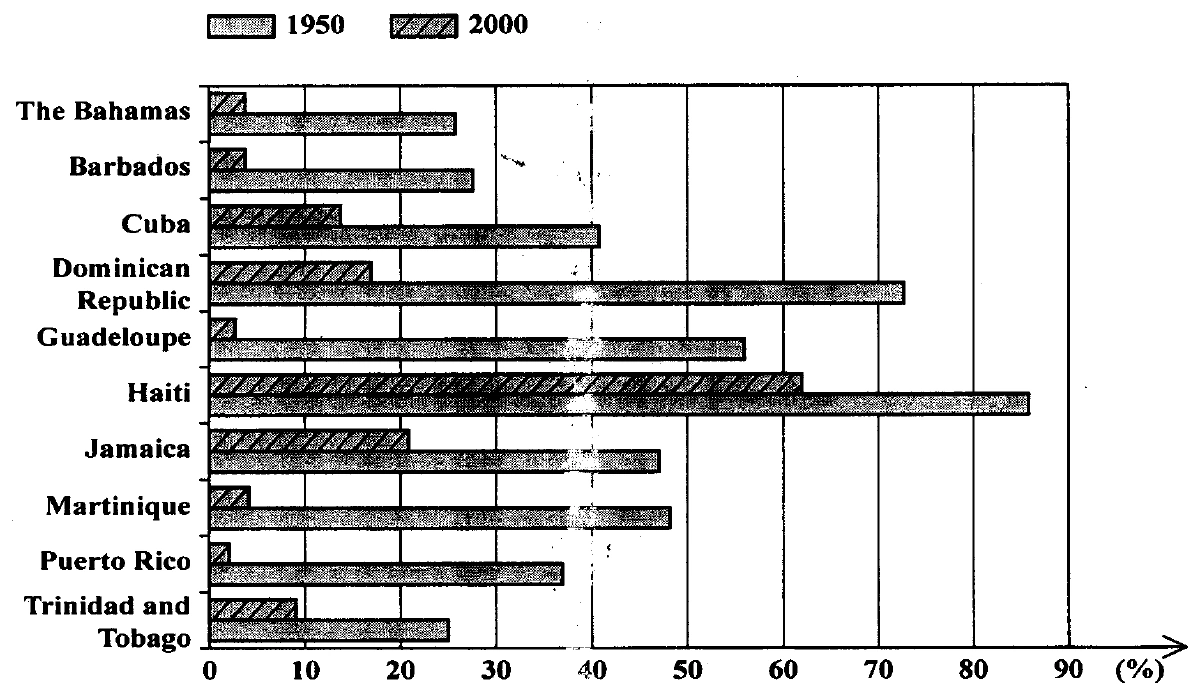 1950 2000
The Bahamas
Barbados
Cuba
Dominican
Republic
Guadeloupe
Haiti
Jamaica
Martinique
Puerto Rico
Trinidad and
Tobago
0 10 20 30 40 50 60 70 80 90 (%)